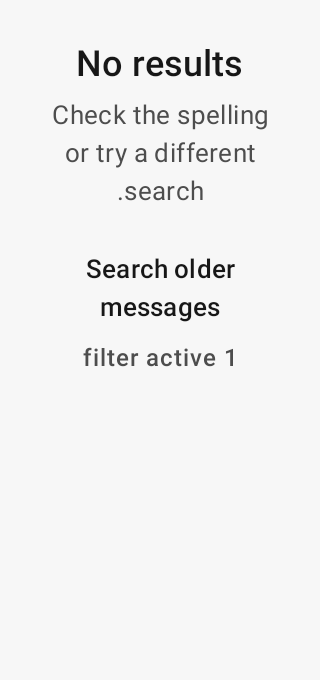 No results
Check the spelling
or try a different
.search
Search older
messages
filter active 1